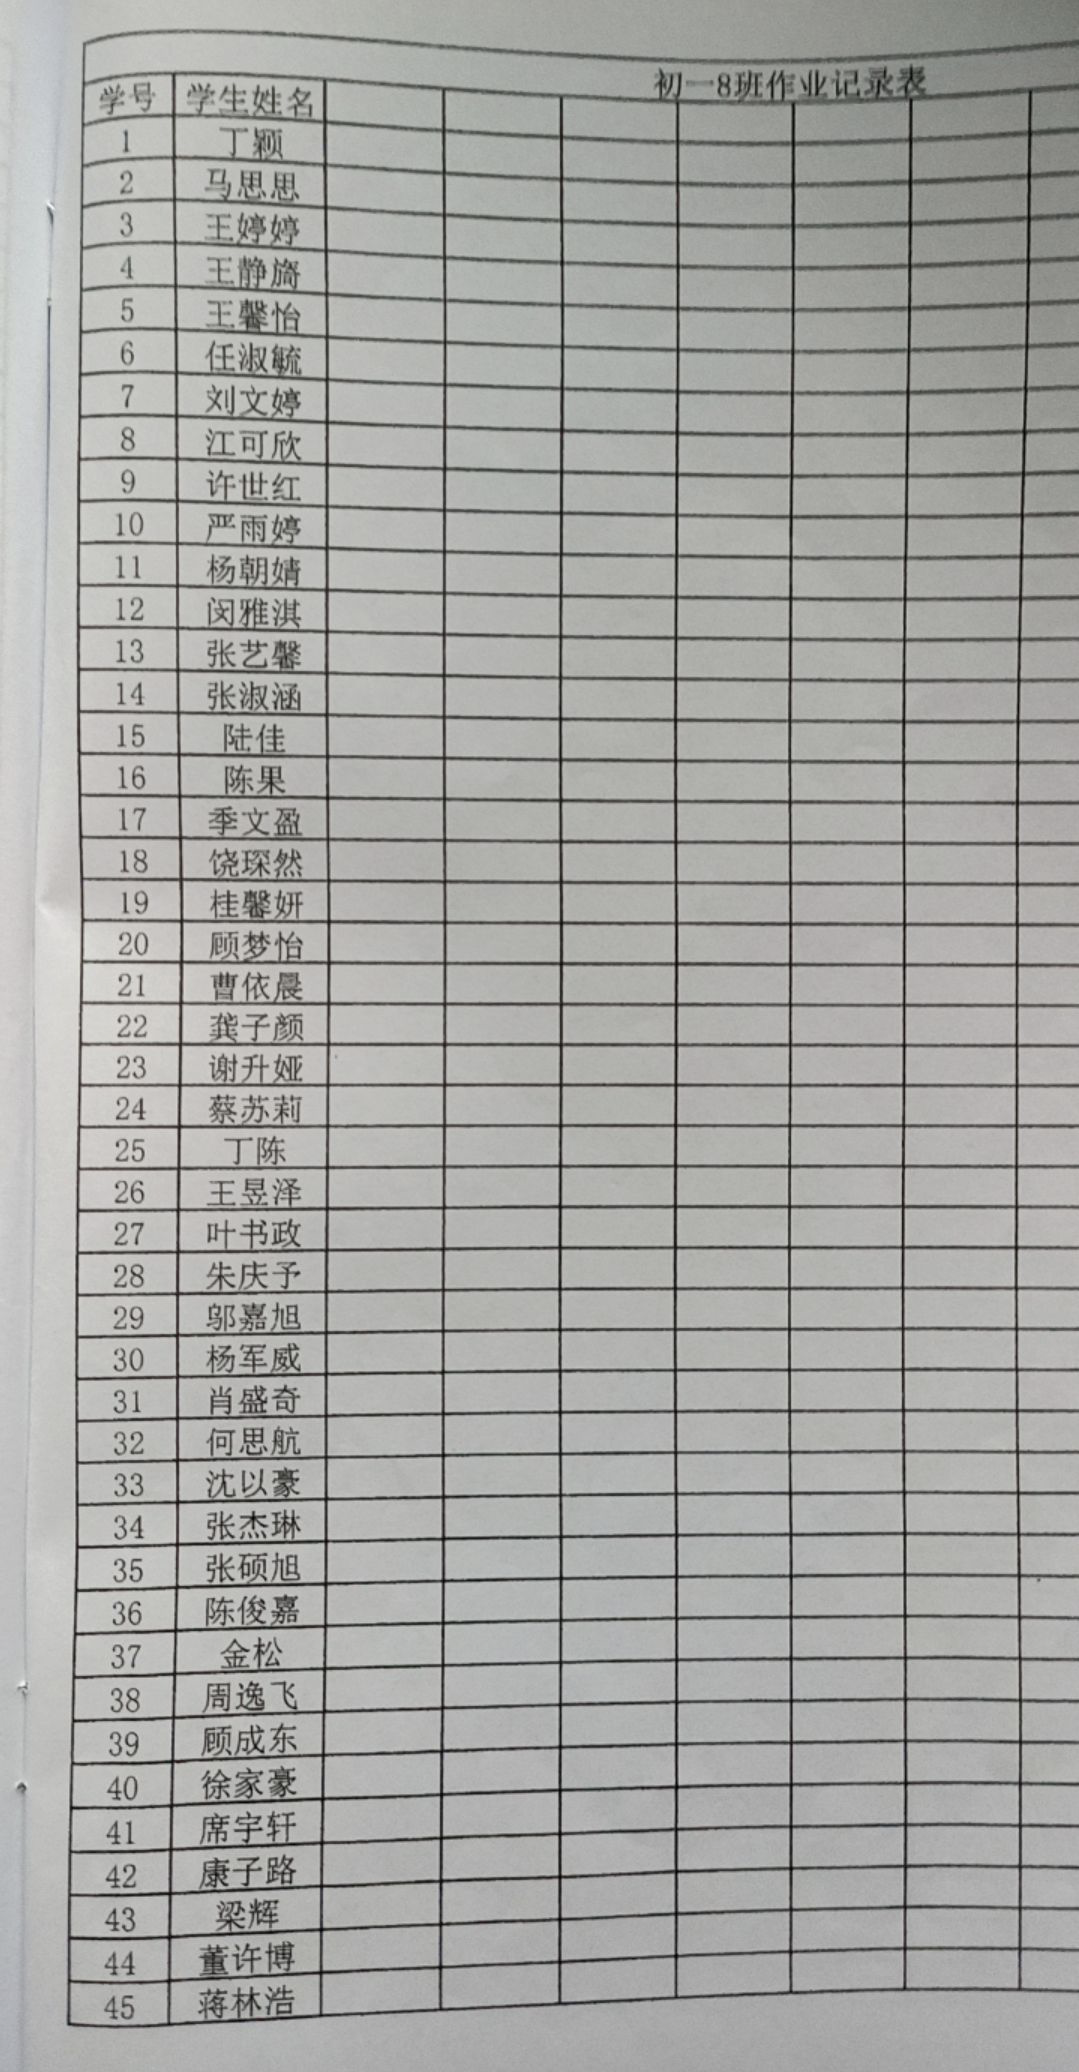 初一8班作业记录表
学号 学生姓名
1 丁颖
2 马思思
3 王婷婷
4 王静旖
5 王馨怡
6 任淑毓
7 刘文婷
8 江可欣
9 许世红
10 严雨婷
11 杨朝婧
12 闵雅淇
13 张艺馨
14 张淑涵
15 陆佳
16 陈果
17 季文盈
18 饶琛然
19 桂馨妍
20 顾梦怡
21 曹依晨
22 龚子颜
23 谢升娅
24 蔡苏莉
25 丁陈
26 王昱泽
27 叶书政
28 朱庆予
29 邬嘉旭
30 杨军威
31 肖盛奇
32 何思航
33 沈以豪
34 张杰琳
35 张硕旭
36 陈俊嘉
37 金松
38 周逸飞
39 顾成东
40 徐家豪
41 席宇轩
42 康子路
43 梁辉
44 董许博
45 蒋林浩